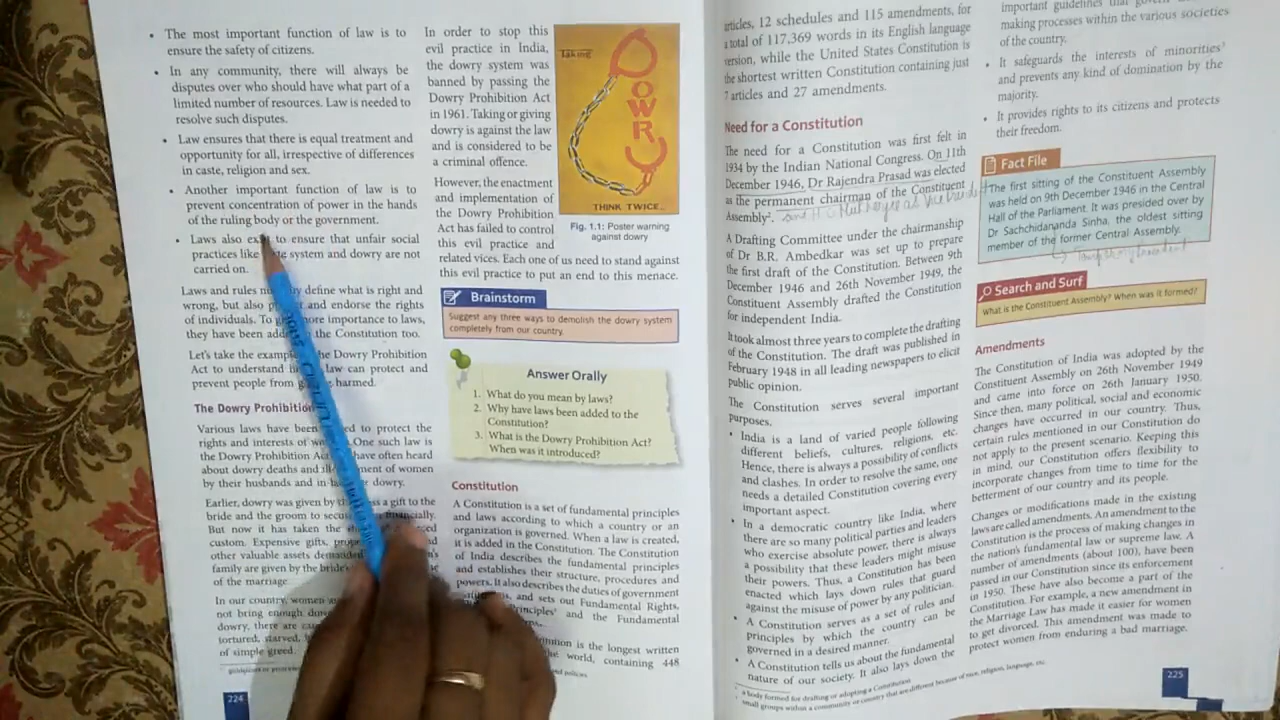 • The most important function of law is to
ensure the safety of citizens.
• In any community, there will always be
disputes over who should have what part of a
limited number of resources. Law is needed to
resolve such disputes.
• Law ensures that there is equal treatment and
opportunity for all, irrespective of differences
in caste, religion and sex.
• Another important function of law is to
prevent concentration of power in the hands
of the ruling body or the government.
• Laws also to ensure that unfair social
practices like system and dowry are not
carried on.
Laws and rules define what is right and
wrong, but also and endorse the rights
of individuals. To more importance to laws,
they have been the Constitution too.
Let's take the example the Dowry Prohibition
Act to understand law can protect and
prevent people from harmed.
The Dowry Prohibition
Various laws have been to protect the
rights and interests of One such law is
the Dowry Prohibition have often heard
about dowry deaths and of women
by their husbands and dowry.
Earlier, dowry was given by a gift to the
bride and the groom to
But now it has taken the
custom. Expensive gifts,
other valuable assets
family are given by the
of the marriage
In our country, women
not bring enough
dowry, there are
tortured, starved,
of simple greed.
224
In order to stop this
evil practice in India,
the dowry system was
banned by passing the
Dowry Prohibition Act
in 1961. Taking or giving
dowry is against the law
and is considered to be
a criminal offence.
However, the enactment
and implementation of
the Dowry Prohibition
Act has failed to control
this evil practice and
related vices. Each one of us need to stand against
this evil practice to put an end to this menace.
Taking
DOWRY
THINK TWICE...
Fig. 1.1: Poster warning
against dowry
Brainstorm
Suggest any three ways to demolish the dowry system
completely from our country.
Answer Orally
1. What do you mean by laws?
2. Why have laws been added to the
Constitution?
3. What is the Dowry Prohibition Act?
When was it introduced?
Constitution
A Constitution is a set of fundamental principles
and laws according to which a country or an
organization is governed. When a law is created,
it is added in the Constitution. The Constitution
of India describes the fundamental principles
and establishes their structure, procedures and
powers. It also describes the duties of government
and sets out Fundamental Rights,
and the Fundamental
is the longest written
world, containing 448
articles, 12 schedules and 115 amendments, for
a total of 117,369 words in its English language
version, while the United States Constitution is
the shortest written Constitution containing just
7 articles and 27 amendments.
Need for a Constitution
The need for a Constitution was first felt in
1934 by the Indian National Congress. On 11th
December 1946, Dr Rajendra Prasad was elected
as the permanent chairman of the Constituent
Assembly².
A Drafting Committee under the chairmanship
of Dr B.R. Ambedkar was set up to prepare
the first draft of the Constitution. Between 9th
December 1946 and 26th November 1949, the
Constituent Assembly drafted the Constitution
for independent India.
It took almost three years to complete the drafting
of the Constitution. The draft was published in
February 1948 in all leading newspapers to elicit
public opinion.
The Constitution serves several important
purposes.
• India is a land of varied people following
different beliefs, cultures, religions, etc.
Hence, there is always a possibility of conflicts
and clashes. In order to resolve the same, one
needs a detailed Constitution covering every
important aspect.
• In a democratic country like India, where
there are so many political parties and leaders
who exercise absolute power, there is always
a possibility that these leaders might misuse
their powers. Thus, a Constitution has been
enacted which lays down rules that guard
against the misuse of power by any politician.
• A Constitution serves as a set of rules and
principles by which the country can be
governed in a desired manner.
• A Constitution tells us about the fundamental
nature of our society. It also lays down the
² a body formed for drafting or adopting a Constitution
small groups within a community or country that are different because of race, religion, language, etc.
important guidelines that
making processes within the various societies
of the country.
• It safeguards the interests of minorities³
and prevents any kind of domination by the
majority.
• It provides rights to its citizens and protects
their freedom.
Fact File
The first sitting of the Constituent Assembly
was held on 9th December 1946 in the Central
Hall of the Parliament. It was presided over by
Dr Sachchidananda Sinha, the oldest sitting
member of the former Central Assembly.
Search and Surf
What is the Constituent Assembly? When was it formed?
Amendments
The Constitution of India was adopted by the
Constituent Assembly on 26th November 1949
and came into force on 26th January 1950.
Since then, many political, social and economic
changes have occurred in our country. Thus,
certain rules mentioned in our Constitution do
not apply to the present scenario. Keeping this
in mind, our Constitution offers flexibility to
incorporate changes from time to time for the
betterment of our country and its people.
Changes or modifications made in the existing
laws are called amendments. An amendment to the
Constitution is the process of making changes in
the nation's fundamental law or supreme law. A
number of amendments (about 100), have been
passed in our Constitution since its enforcement
in 1950. These have also become a part of the
Constitution. For example, a new amendment in
the Marriage Law has made it easier for women
to get divorced. This amendment was made to
protect women from enduring a bad marriage.
225